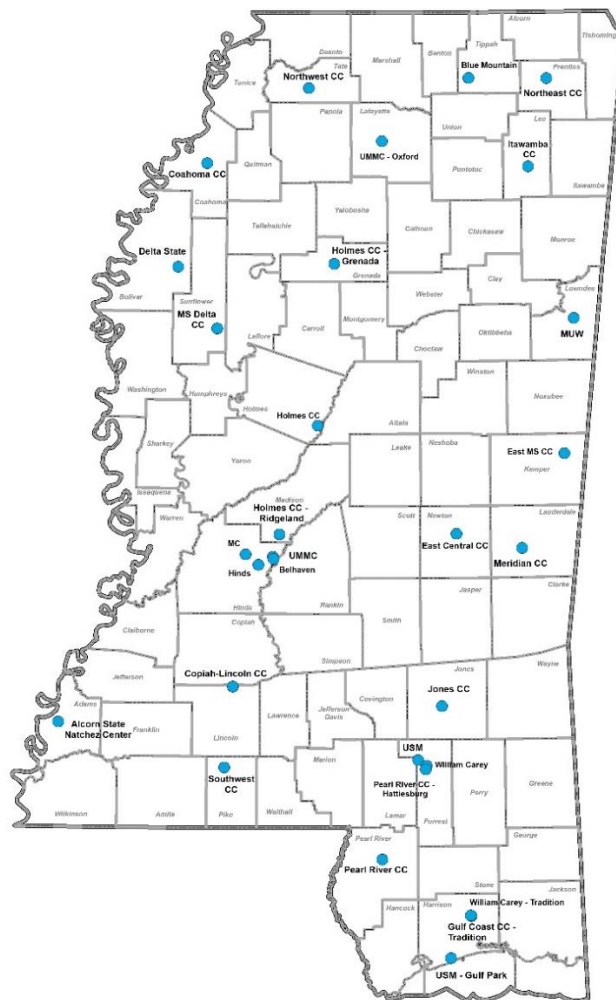 Alcorn
Tishomingo
Desoto
Marshall
Benton
Tippah
Tate
Northwest CC
Blue Mountain
Prentiss
Northeast CC
Tunica
Panola
Lafayette
Union
Lee
UMMC - Oxford
Itawamba
CC
Coahoma CC
Quitman
Pontotoc
Itawamba
Coahoma
Yalobusha
Tallahatchie
Calhoun
Chickasaw
Monroe
Delta State
Holmes CC -
Grenada
Grenada
Clay
Bolivar
Sunflower
Webster
Lowndes
MS Delta
CC
Leflore
Carroll
Montgomery
Oktibbeha
MUW
Choctaw
Winston
Washington
Humphreys
Holmes
Noxubee
Holmes CC
Attala
Sharkey
Leake
Neshoba
East MS CC
Yazoo
Kemper
Issaquena
Warren
Madison
Holmes CC -
Ridgeland
Scott
Newton
Lauderdale
MC
UMMC
East Central CC
Meridian CC
Hinds
Belhaven
Jasper
Clarke
Hinds
Rankin
Copiah
Smith
Claiborne
Simpson
Wayne
Copiah-Lincoln CC
Jones
Jefferson
Covington
Jones CC
Adams
Lawrence
Jefferson
Davis
Alcorn State
Natchez Center
Franklin
Lincoln
USM
Marion
William Carey
Southwest
CC
Pearl River CC -
Hattiesburg
Perry
Greene
Wilkinson
Amite
Pike
Walthall
Lamar
Forrest
Pearl River
George
Pearl River CC
Stone
Jackson
Hancock
Harrison
William Carey - Tradition
Gulf Coast CC -
Tradition
USM - Gulf Park